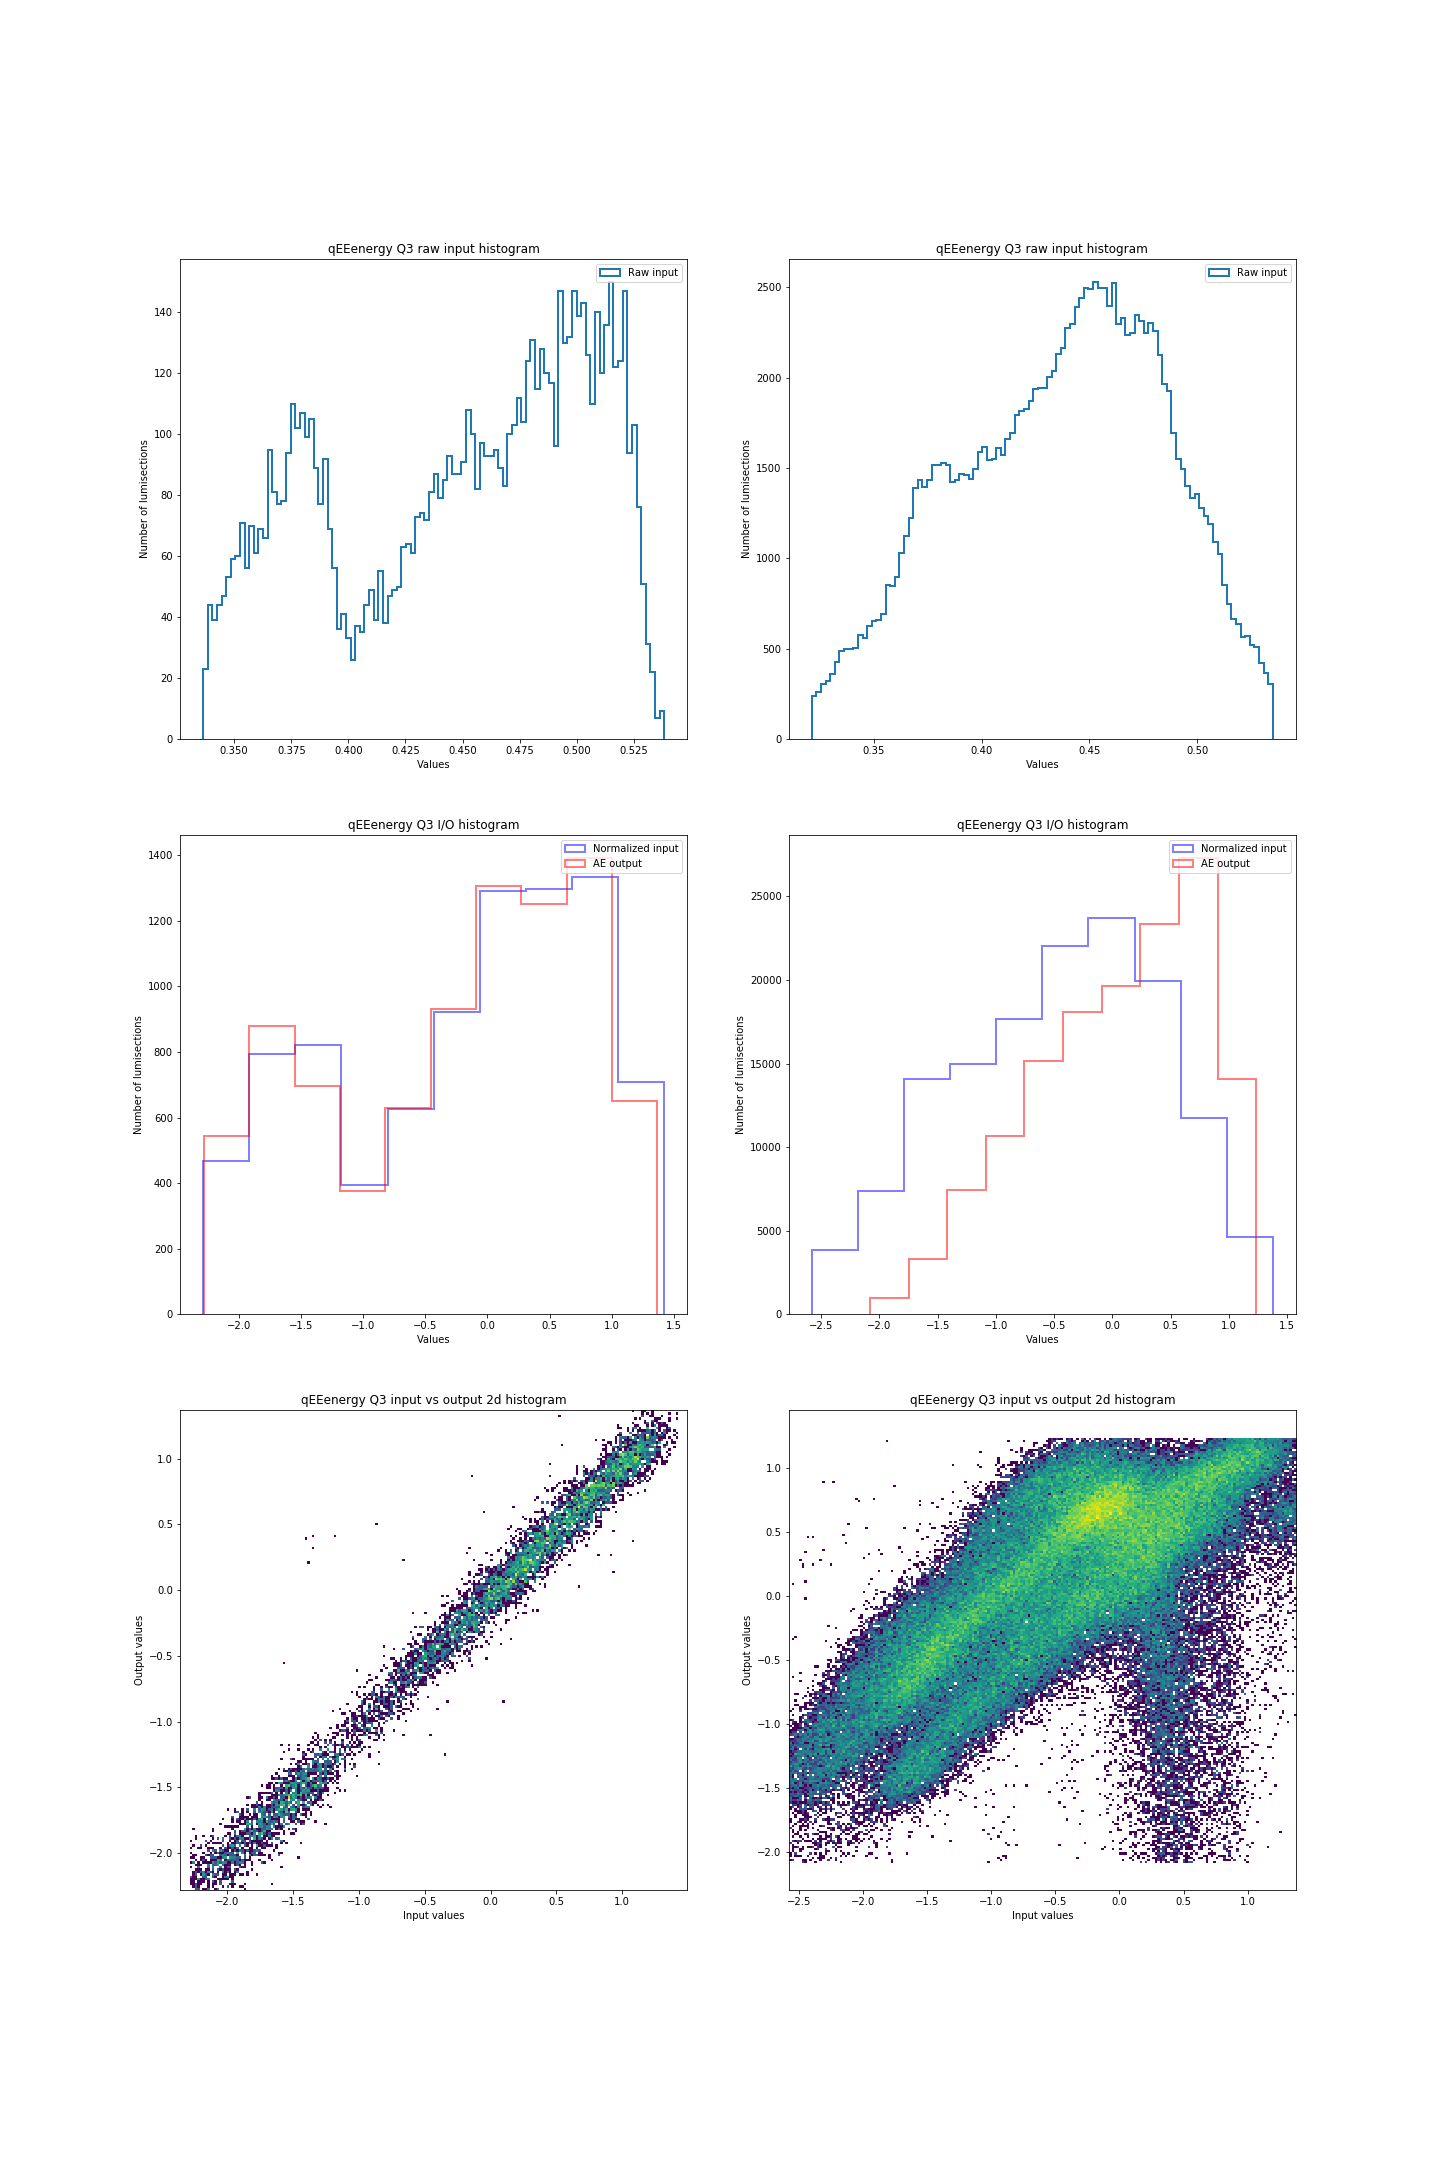 qEEenergy Q3 raw input histogram
Raw input
Number of lumisections
140
120
100
80
60
40
20
0
0.350 0.375 0.400 0.425 0.450 0.475 0.500 0.525
Values
qEEenergy Q3 raw input histogram
Raw input
Number of lumisections
2500
2000
1500
1000
500
0
0.35 0.40 0.45 0.50
Values
qEEenergy Q3 I/O histogram
Normalized input
AE output
Number of lumisections
1400
1200
1000
800
600
400
200
0
−2.0 −1.5 −1.0 −0.5 0.0 0.5 1.0 1.5
Values
qEEenergy Q3 I/O histogram
Normalized input
AE output
Number of lumisections
25000
20000
15000
10000
5000
0
−2.5 −2.0 −1.5 −1.0 −0.5 0.0 0.5 1.0 1.5
Values
qEEenergy Q3 input vs output 2d histogram
Output values
1.0
0.5
0.0
−0.5
−1.0
−1.5
−2.0
−2.0 −1.5 −1.0 −0.5 0.0 0.5 1.0
Input values
qEEenergy Q3 input vs output 2d histogram
Output values
1.0
0.5
0.0
−0.5
−1.0
−1.5
−2.0
−2.5 −2.0 −1.5 −1.0 −0.5 0.0 0.5 1.0
Input values